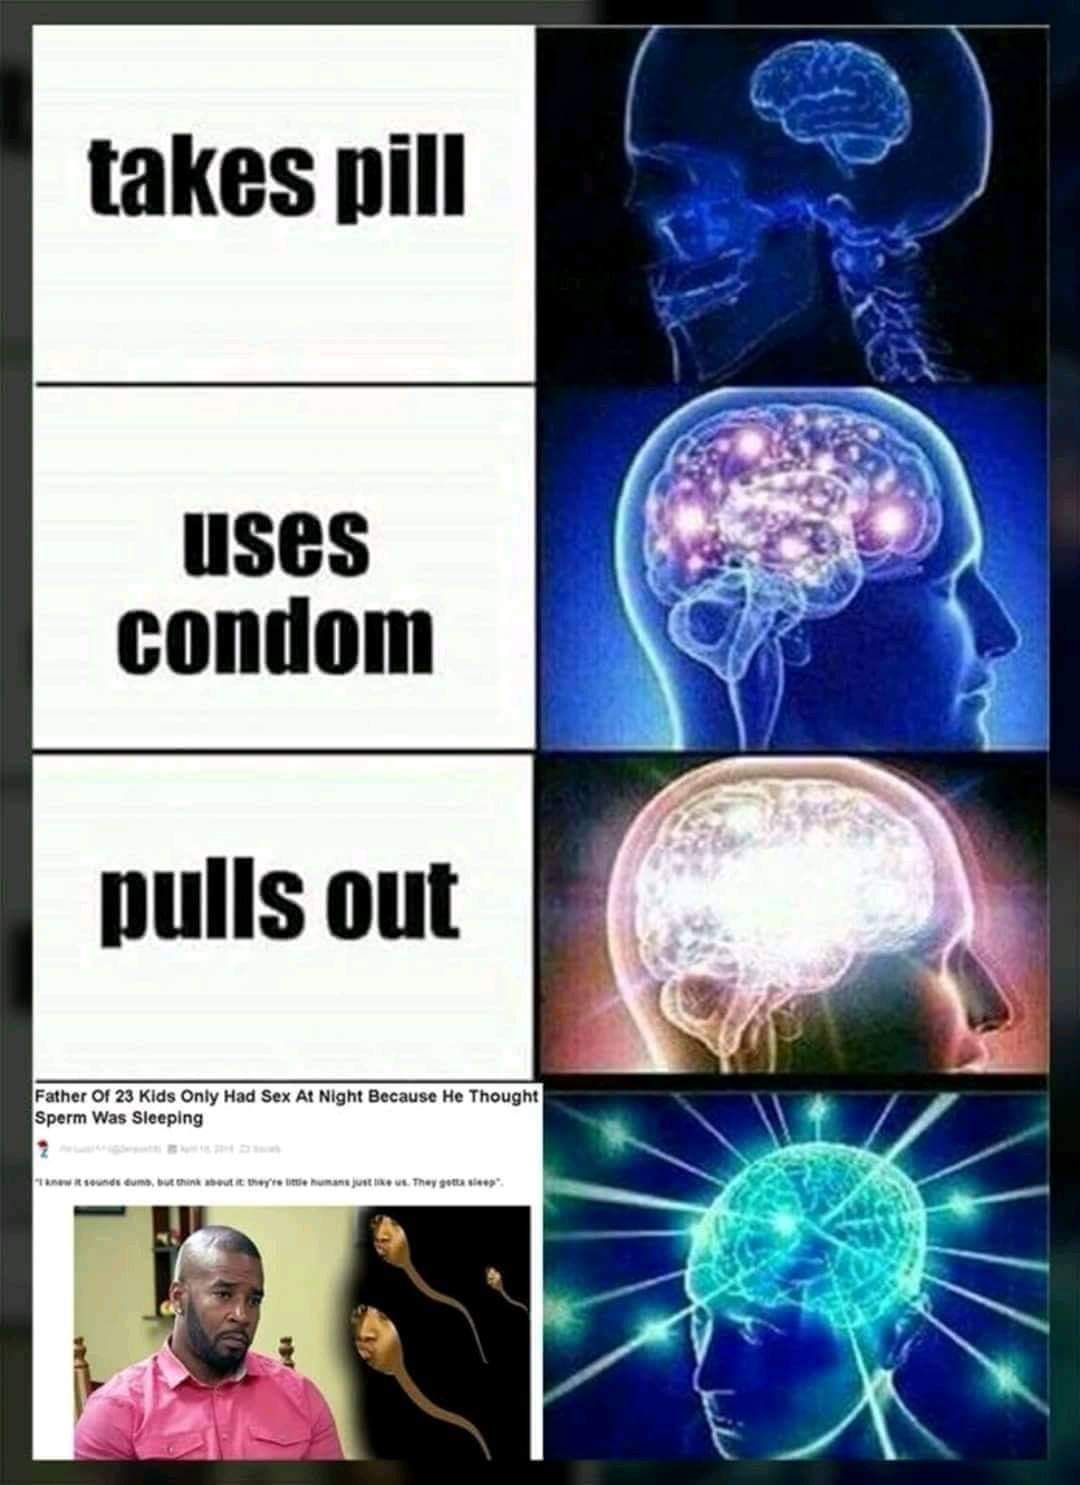 takes pill
uses
condom
pulls out
Father Of 23 Kids Only Had Sex At Night Because He Thought
Sperm Was Sleeping
"I know it sounds dumb, but think about it: they're little humans just like us. They gotta sleep".